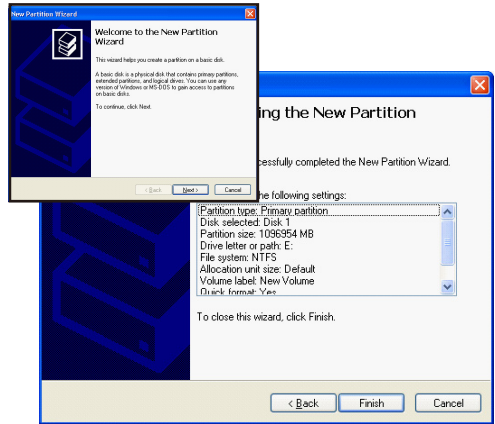 New Partition Wizard
Welcome to the New Partition
Wizard
This wizard helps you create a partition on a basic disk.
A basic disk is a physical disk that contains primary partitions,
extended partitions, and logical drives. You can use any
version of Windows or MS-DOS to gain access to partitions
on basic disks.
To continue, click Next.
< Back
Next >
Cancel
ing the New Partition
cessfully completed the New Partition Wizard.
he following settings:
Partition type: Primary partition
Disk selected: Disk 1
Partition size: 1096954 MB
Drive letter or path: E:
File system: NTFS
Allocation unit size: Default
Volume label: New Volume
Quick format: Yes
To close this wizard, click Finish.
< Back
Finish
Cancel